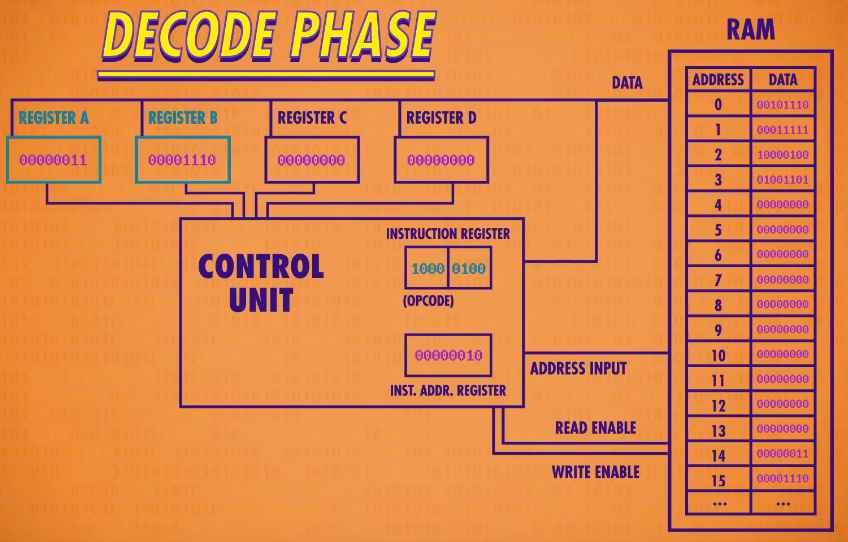 DECODE PHASE
RAM
DATA
ADDRESS DATA
0 00101110
1 00011111
2 10000100
3 01001101
4 00000000
5 00000000
6 00000000
7 00000000
8 00000000
9 00000000
10 00000000
11 00000000
12 00000000
13 00000000
14 00000011
15 00001110
... ...
REGISTER A
00000011
REGISTER B
00001110
REGISTER C
00000000
REGISTER D
00000000
CONTROL
UNIT
INSTRUCTION REGISTER
1000 0100
(OPCODE)
00000010
INST. ADDR. REGISTER
ADDRESS INPUT
READ ENABLE
WRITE ENABLE